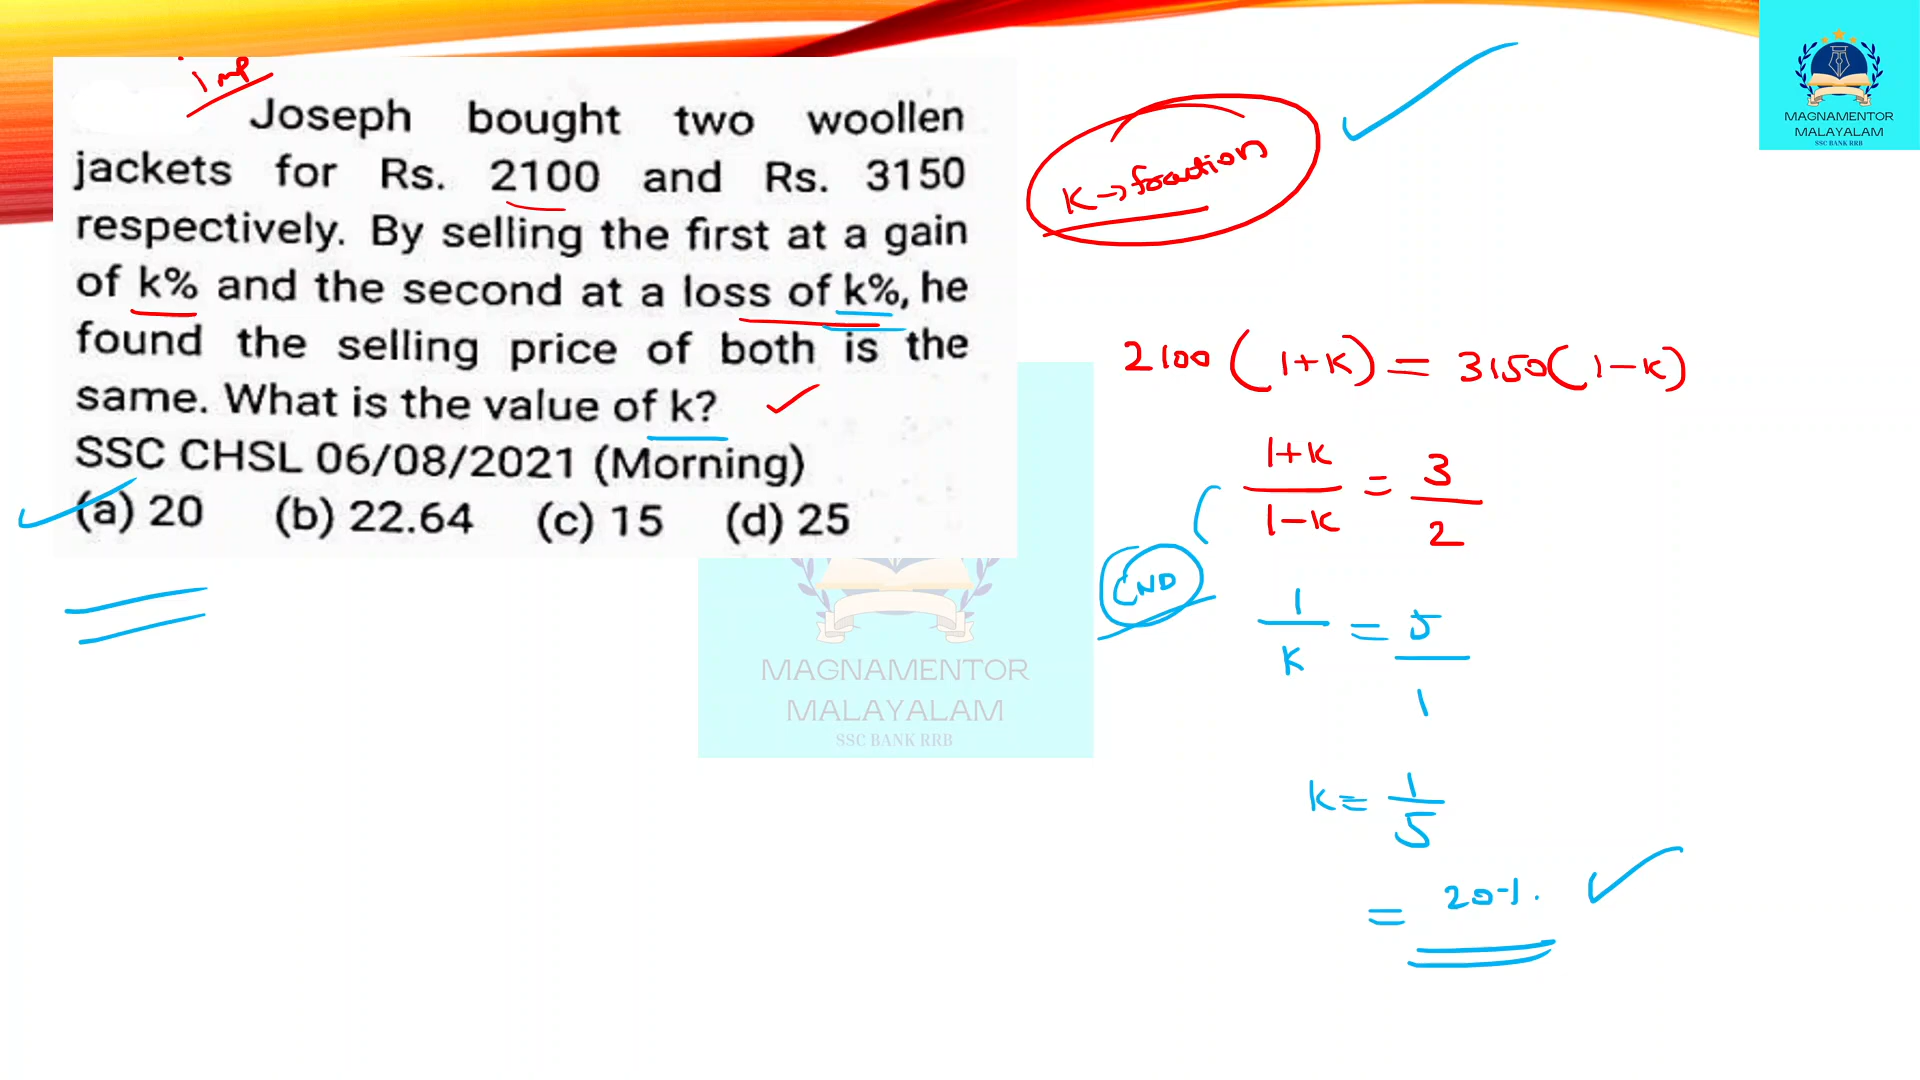 imp
Joseph bought two woollen
jackets for Rs. 2100 and Rs. 3150
respectively. By selling the first at a gain
of k% and the second at a loss of k%, he
found the selling price of both is the
same. What is the value of k?
SSC CHSL 06/08/2021 (Morning)
(a) 20 (b) 22.64 (c) 15 (d) 25
K → fraction
2100 (1+K) = 3150(1-K)
1+K / 1-K = 3 / 2
CND
1 / K = 5 / 1
K = 1 / 5
= 20%.
MAGNAMENTOR
MALAYALAM
SSC BANK RRB
MAGNAMENTOR
MALAYALAM
SSC BANK RRB